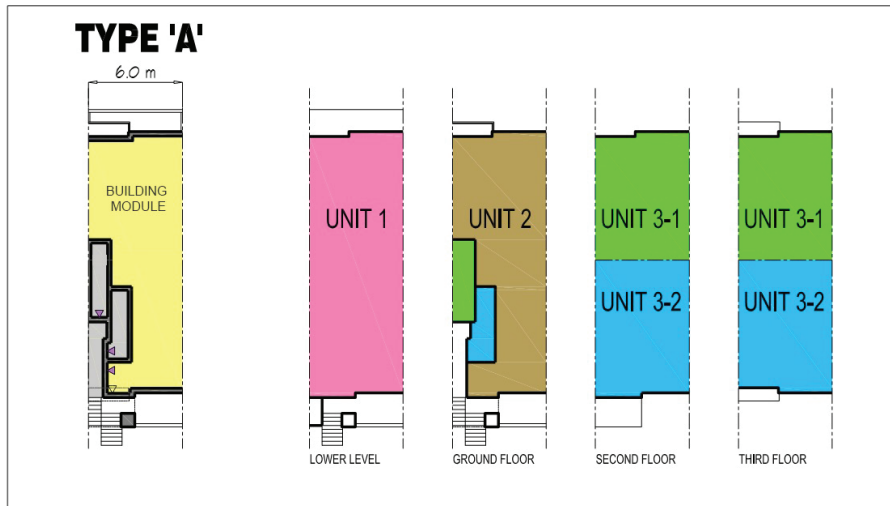 TYPE 'A'
6.0 m
BUILDING
MODULE
UNIT 1
UNIT 2
UNIT 3-1
UNIT 3-1
UNIT 3-2
UNIT 3-2
LOWER LEVEL
GROUND FLOOR
SECOND FLOOR
THIRD FLOOR